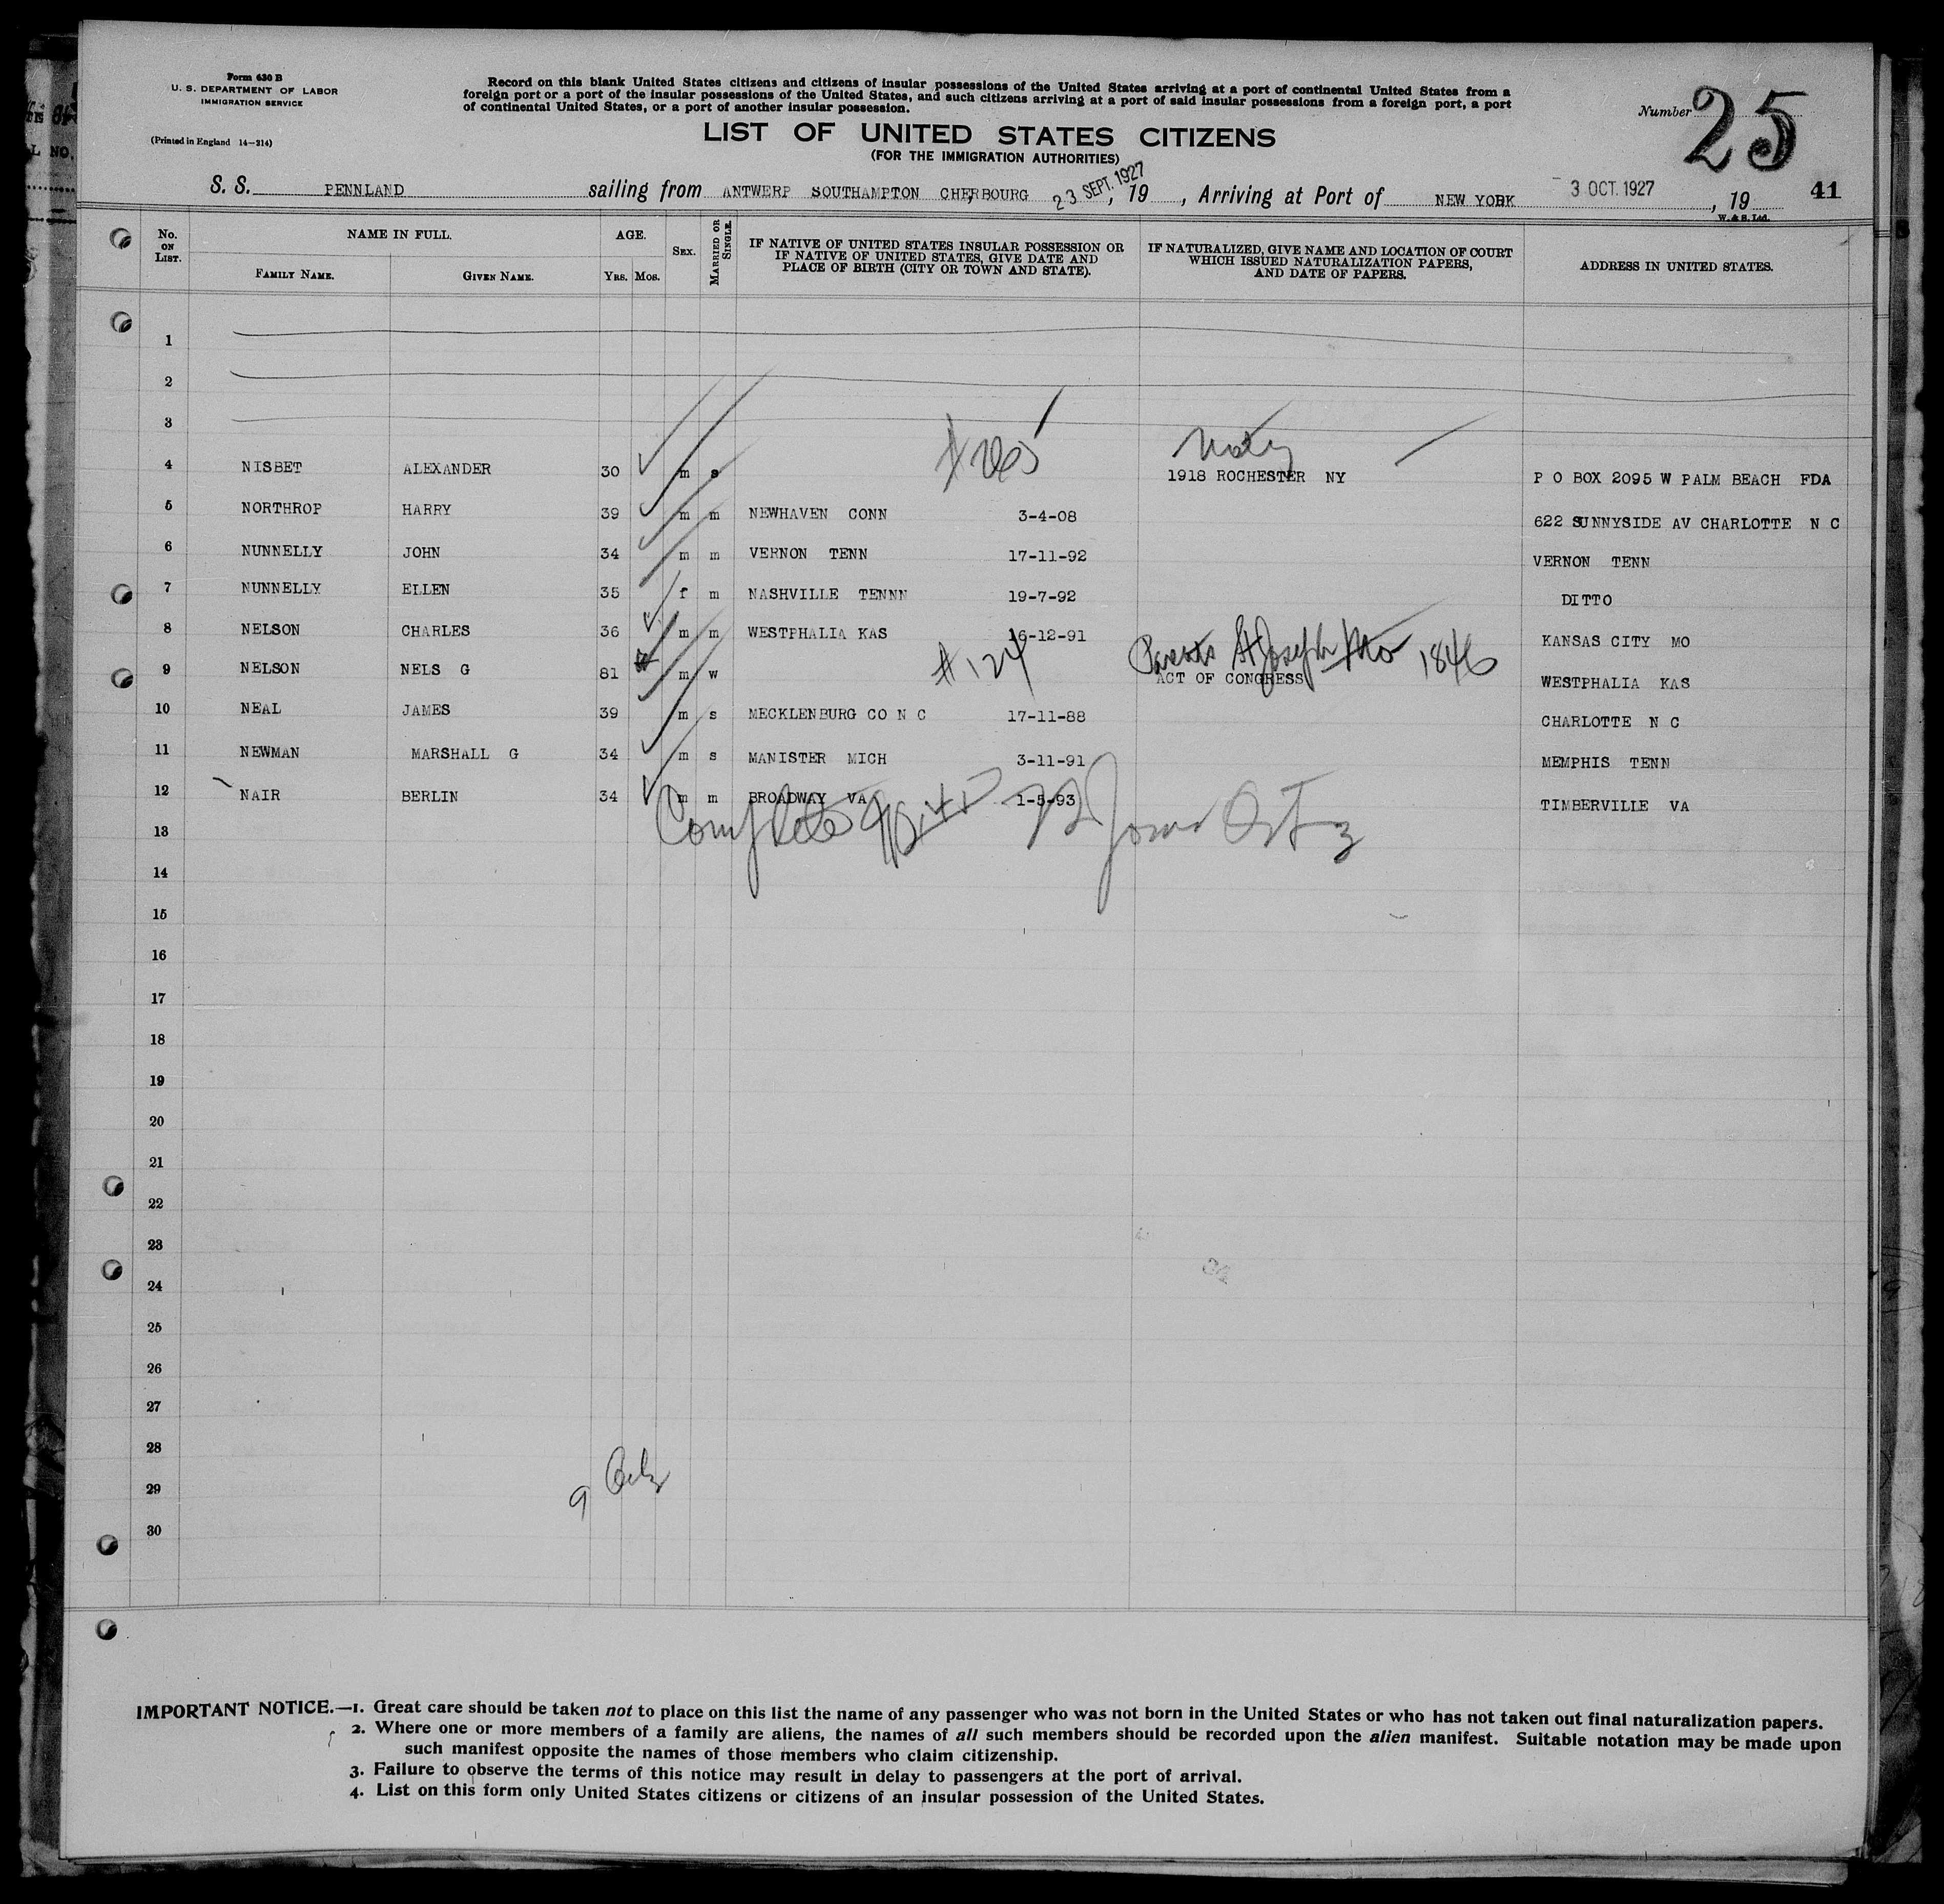 Form 630 B
U. S. DEPARTMENT OF LABOR
IMMIGRATION SERVICE
(Printed in England 14—214)
Record on this blank United States citizens and citizens of insular possessions of the United States arriving at a port of continental United States from a
foreign port or a port of the insular possessions of the United States, and such citizens arriving at a port of said insular possessions from a foreign port, a port
of continental United States, or a port of another insular possession.
Number 25
LIST OF UNITED STATES CITIZENS
(FOR THE IMMIGRATION AUTHORITIES)
S. S. PENNLAND sailing from ANTWERP SOUTHAMPTON CHERBOURG 23 SEPT. 1927, 19 , Arriving at Port of NEW YORK 3 OCT. 1927, 19 41
W. & S. Ltd.
No. ON LIST. NAME IN FULL. AGE. SEX. MARRIED OR SINGLE. IF NATIVE OF UNITED STATES INSULAR POSSESSION OR IF NATIVE OF UNITED STATES, GIVE DATE AND PLACE OF BIRTH (CITY OR TOWN AND STATE). IF NATURALIZED, GIVE NAME AND LOCATION OF COURT WHICH ISSUED NATURALIZATION PAPERS, AND DATE OF PAPERS. ADDRESS IN UNITED STATES.
FAMILY NAME. GIVEN NAME. YRS. MOS.
1
2
3
4 NISBET ALEXANDER 30 m s 1918 ROCHESTER NY P O BOX 2095 W PALM BEACH FDA
5 NORTHROP HARRY 39 m m NEWHAVEN CONN 3-4-08 622 SUNNYSIDE AV CHARLOTTE N C
6 NUNNELLY JOHN 34 m m VERNON TENN 17-11-92 VERNON TENN
7 NUNNELLY ELLEN 35 f m NASHVILLE TENNN 19-7-92 DITTO
8 NELSON CHARLES 36 m m WESTPHALIA KAS 16-12-91 KANSAS CITY MO
Parents St Joseph Mo 1846
9 NELSON NELS G 81 m w #124 ACT OF CONGRESS WESTPHALIA KAS
10 NEAL JAMES 39 m s MECKLENBURG CO N C 17-11-88 CHARLOTTE N C
11 NEWMAN MARSHALL G 34 m s MANISTER MICH 3-11-91 MEMPHIS TENN
12 NAIR BERLIN 34 m m BROADWAY VA 1-5-93 TIMBERVILLE VA
Complete
13
14
15
16
17
18
19
20
21
22
23
24
25
26
27
28
29
9
30
IMPORTANT NOTICE.—1. Great care should be taken not to place on this list the name of any passenger who was not born in the United States or who has not taken out final naturalization papers.
2. Where one or more members of a family are aliens, the names of all such members should be recorded upon the alien manifest. Suitable notation may be made upon
such manifest opposite the names of those members who claim citizenship.
3. Failure to observe the terms of this notice may result in delay to passengers at the port of arrival.
4. List on this form only United States citizens or citizens of an insular possession of the United States.